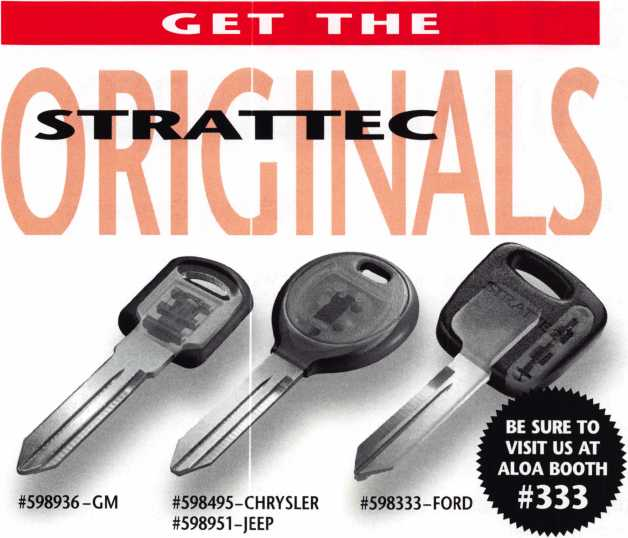 GET THE
ORIGINALS
STRATTEC
STRATTEC
#598936–GM
#598495–CHRYSLER
#598951–JEEP
#598333–FORD
BE SURE TO
VISIT US AT
ALOA BOOTH
#333